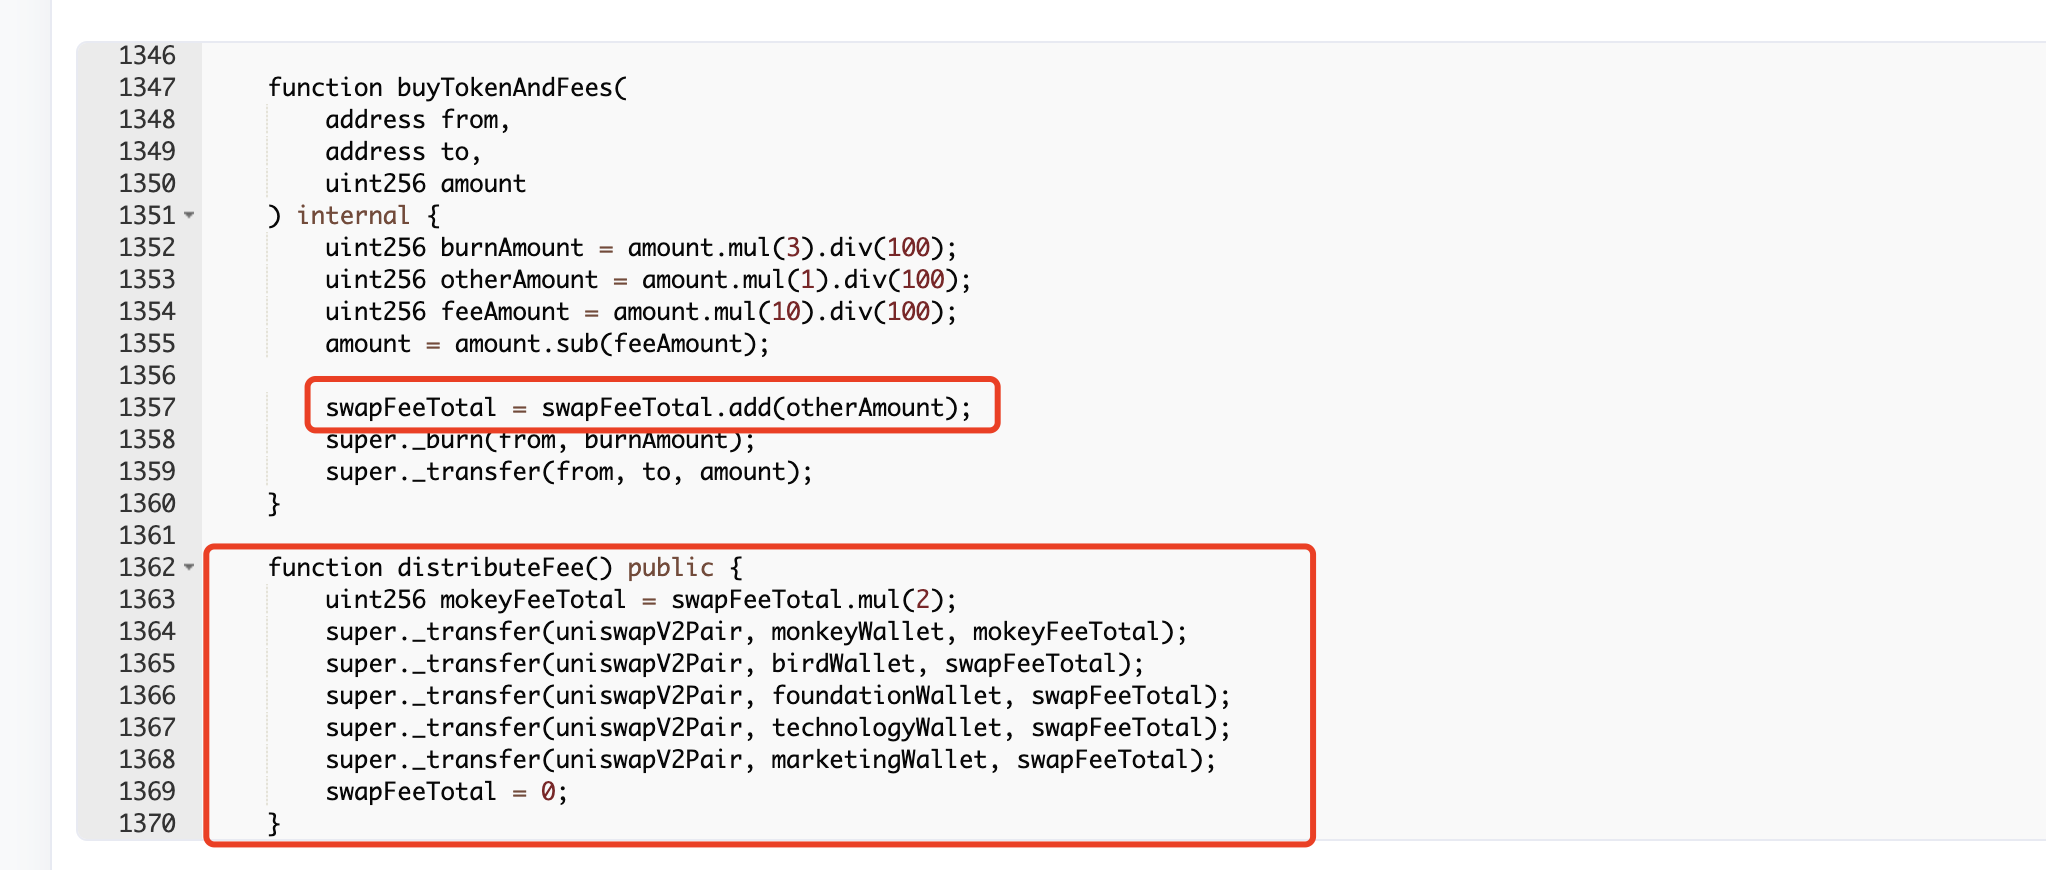 1346
1347 function buyTokenAndFees(
1348 address from,
1349 address to,
1350 uint256 amount
1351 ) internal {
1352 uint256 burnAmount = amount.mul(3).div(100);
1353 uint256 otherAmount = amount.mul(1).div(100);
1354 uint256 feeAmount = amount.mul(10).div(100);
1355 amount = amount.sub(feeAmount);
1356
1357 swapFeeTotal = swapFeeTotal.add(otherAmount);
1358 super._burn(from, burnAmount);
1359 super._transfer(from, to, amount);
1360 }
1361
1362 function distributeFee() public {
1363 uint256 mokeyFeeTotal = swapFeeTotal.mul(2);
1364 super._transfer(uniswapV2Pair, monkeyWallet, mokeyFeeTotal);
1365 super._transfer(uniswapV2Pair, birdWallet, swapFeeTotal);
1366 super._transfer(uniswapV2Pair, foundationWallet, swapFeeTotal);
1367 super._transfer(uniswapV2Pair, technologyWallet, swapFeeTotal);
1368 super._transfer(uniswapV2Pair, marketingWallet, swapFeeTotal);
1369 swapFeeTotal = 0;
1370 }